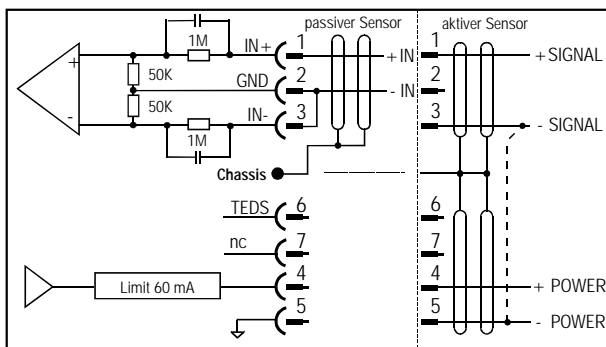 passiver Sensor
aktiver Sensor
1M
IN+
1
+ IN
1
+ SIGNAL
+
50K
GND
2
- IN
2
50K
-
IN-
3
3
- SIGNAL
1M
Chassis
TEDS
6
6
nc
7
7
Limit 60 mA
4
4
+ POWER
5
5
- POWER